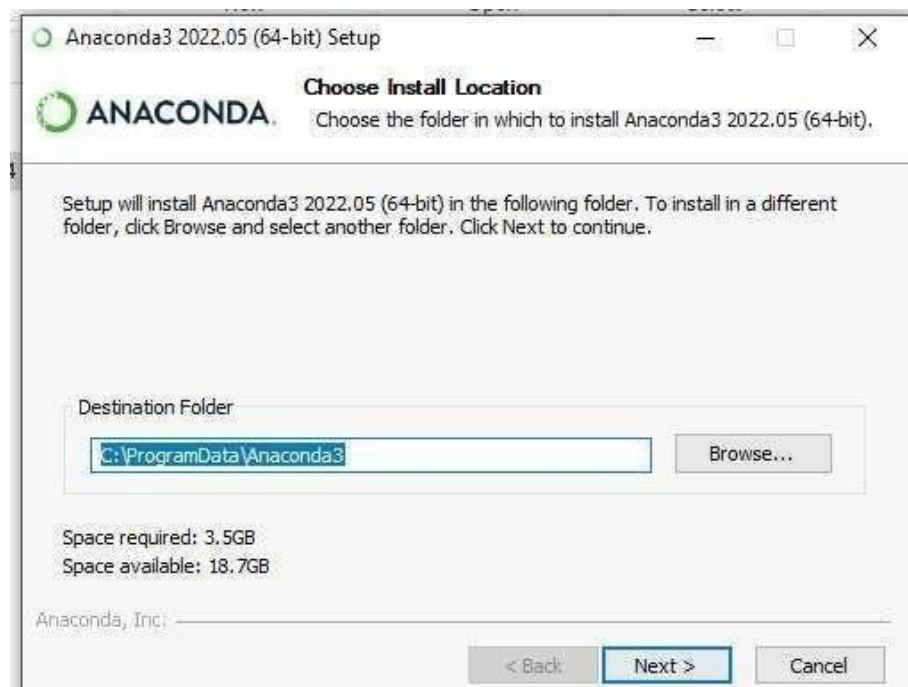 Anaconda3 2022.05 (64-bit) Setup
ANACONDA.
Choose Install Location
Choose the folder in which to install Anaconda3 2022.05 (64-bit).
Setup will install Anaconda3 2022.05 (64-bit) in the following folder. To install in a different
folder, click Browse and select another folder. Click Next to continue.
Destination Folder
C:\ProgramData\Anaconda3
Browse...
Space required: 3.5GB
Space available: 18.7GB
Anaconda, Inc.
< Back
Next >
Cancel